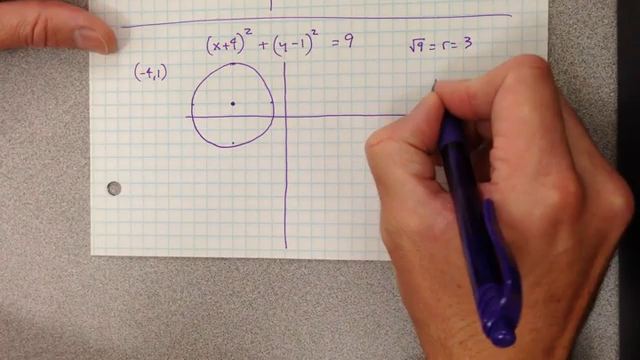 (x+4)² + (y-1)² = 9
√9 = r = 3
(-4,1)